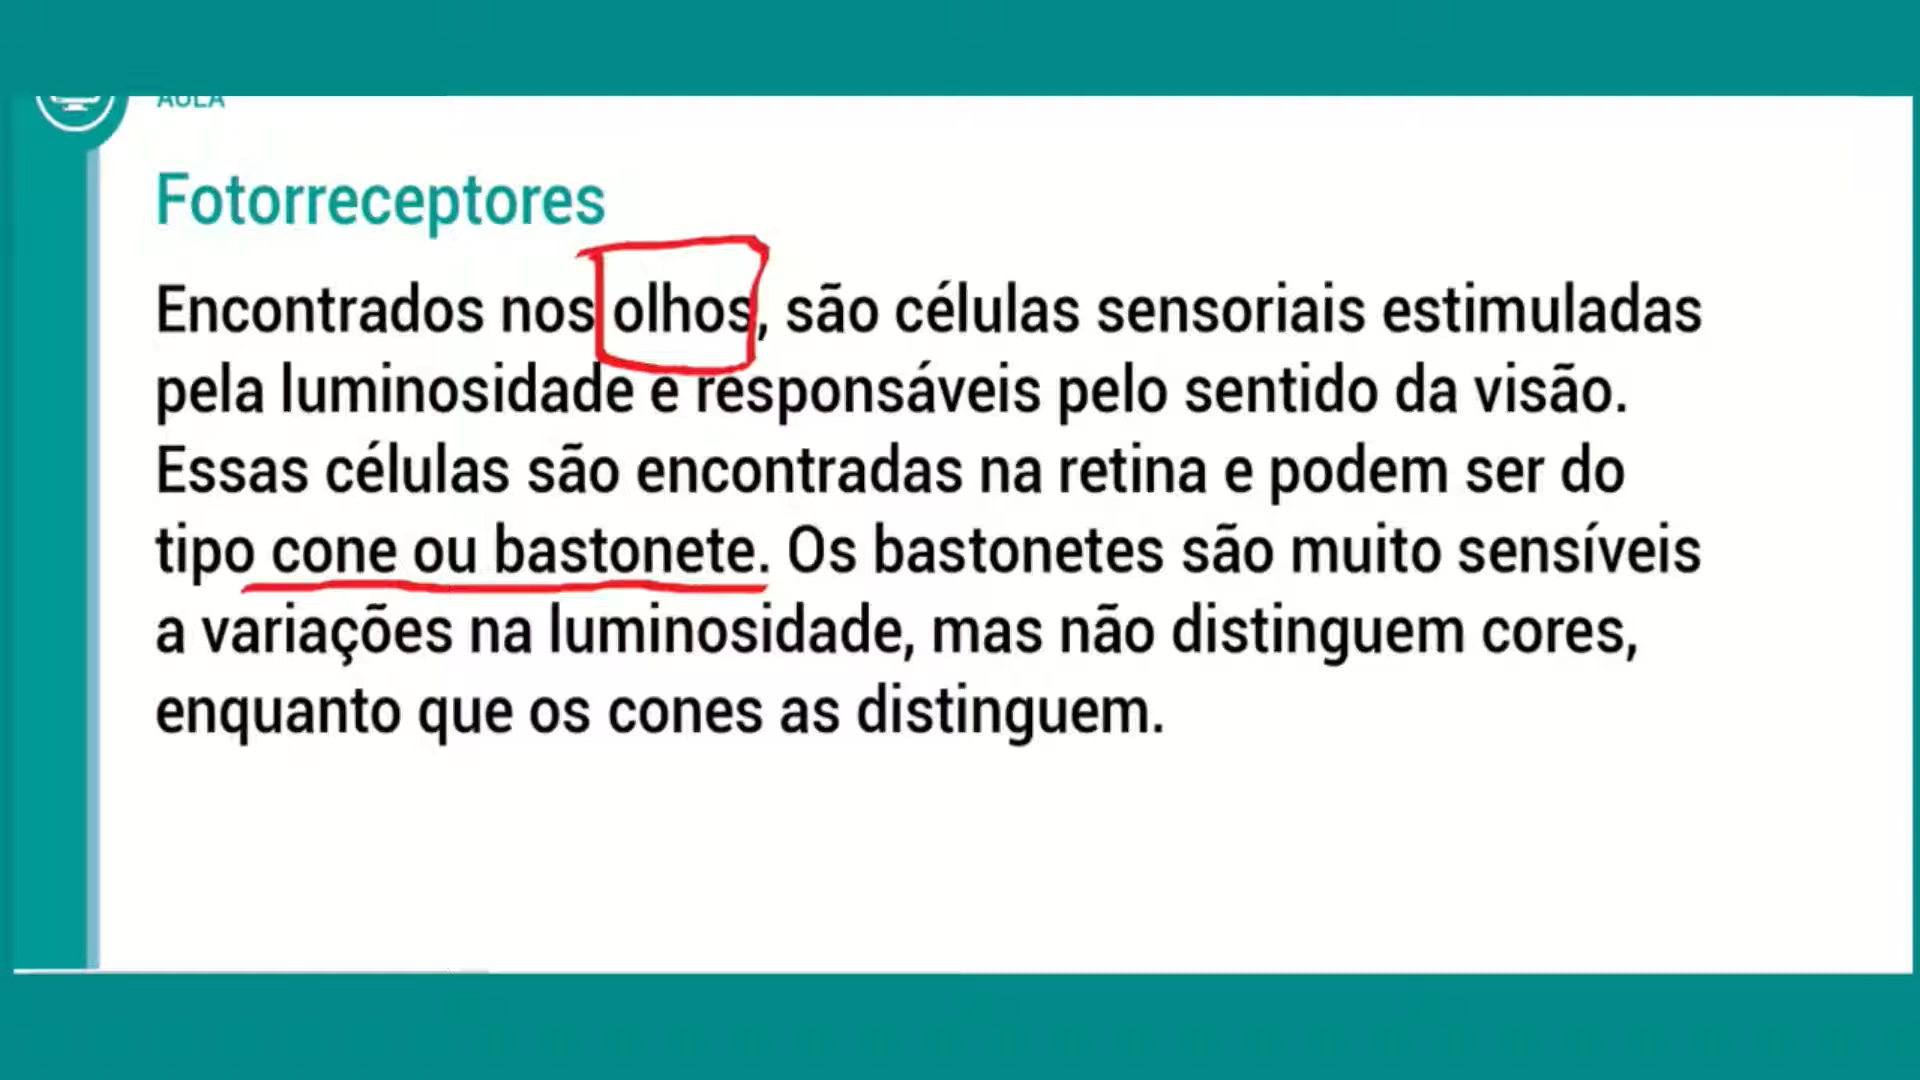 AULA
Fotorreceptores
Encontrados nos olhos, são células sensoriais estimuladas
pela luminosidade e responsáveis pelo sentido da visão.
Essas células são encontradas na retina e podem ser do
tipo cone ou bastonete. Os bastonetes são muito sensíveis
a variações na luminosidade, mas não distinguem cores,
enquanto que os cones as distinguem.